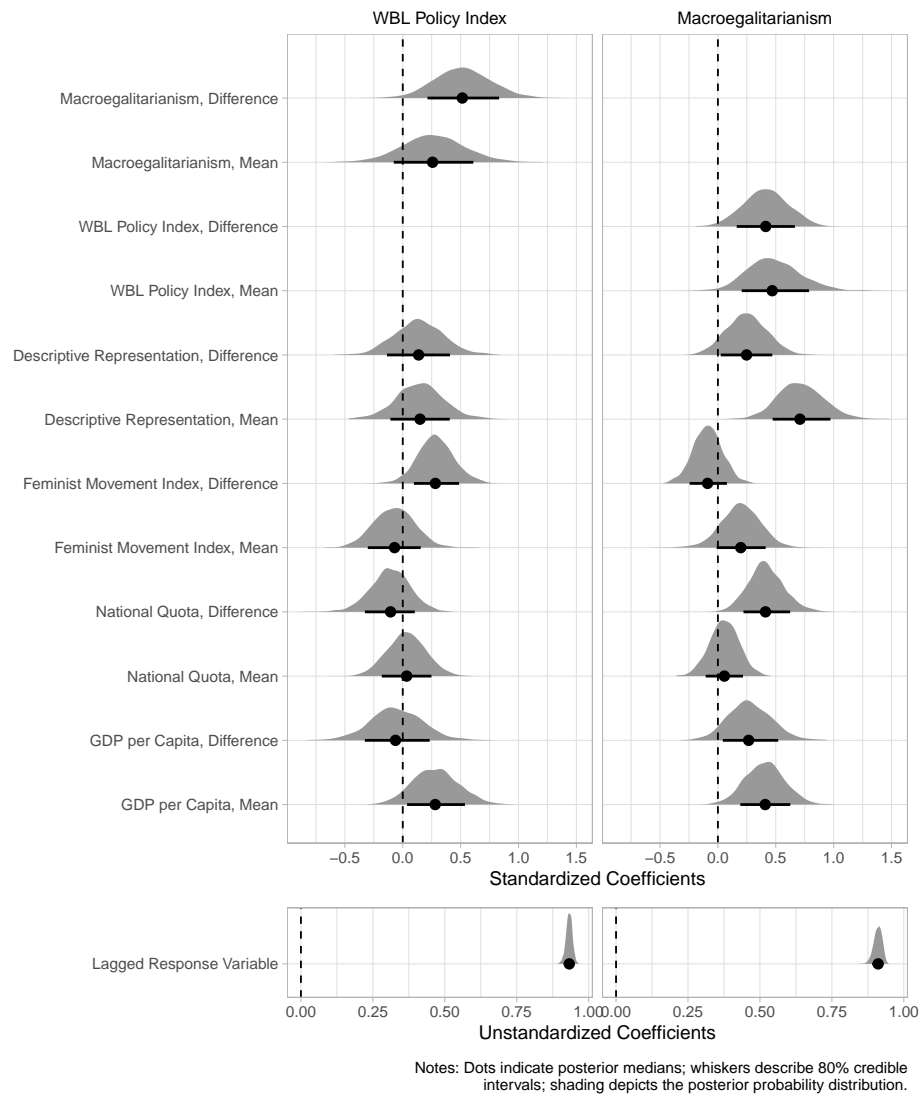 WBL Policy Index
Macroegalitarianism
Macroegalitarianism, Difference
Macroegalitarianism, Mean
WBL Policy Index, Difference
WBL Policy Index, Mean
Descriptive Representation, Difference
Descriptive Representation, Mean
Feminist Movement Index, Difference
Feminist Movement Index, Mean
National Quota, Difference
National Quota, Mean
GDP per Capita, Difference
GDP per Capita, Mean
−0.5 0.0 0.5 1.0 1.5 −0.5 0.0 0.5 1.0 1.5
Standardized Coefficients
Lagged Response Variable
0.00 0.25 0.50 0.75 1.00 0.00 0.25 0.50 0.75 1.00
Unstandardized Coefficients
Notes: Dots indicate posterior medians; whiskers describe 80% credible
intervals; shading depicts the posterior probability distribution.